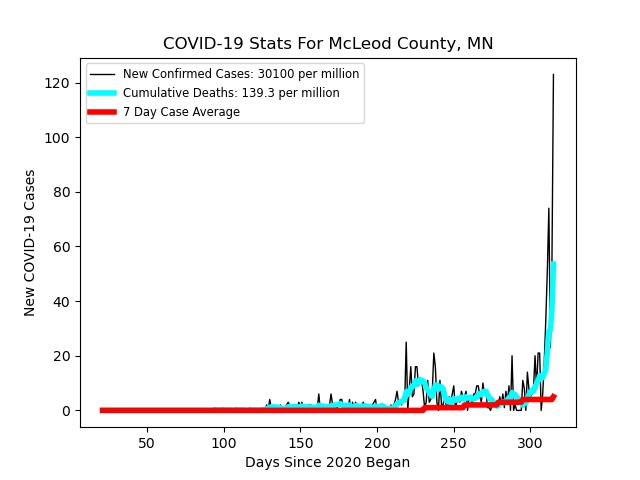 COVID-19 Stats For McLeod County, MN
New Confirmed Cases: 30100 per million
Cumulative Deaths: 139.3 per million
7 Day Case Average
120
100
80
60
40
20
0
New COVID-19 Cases
50 100 150 200 250 300
Days Since 2020 Began